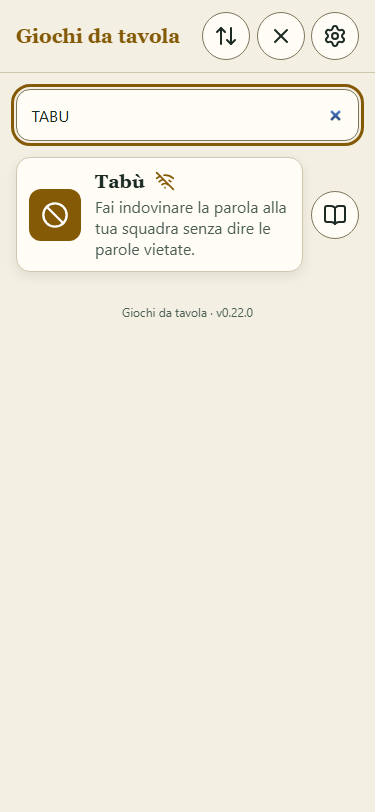 Giochi da tavola
TABU
Tabù
Fai indovinare la parola alla
tua squadra senza dire le
parole vietate.
Giochi da tavola · v0.22.0